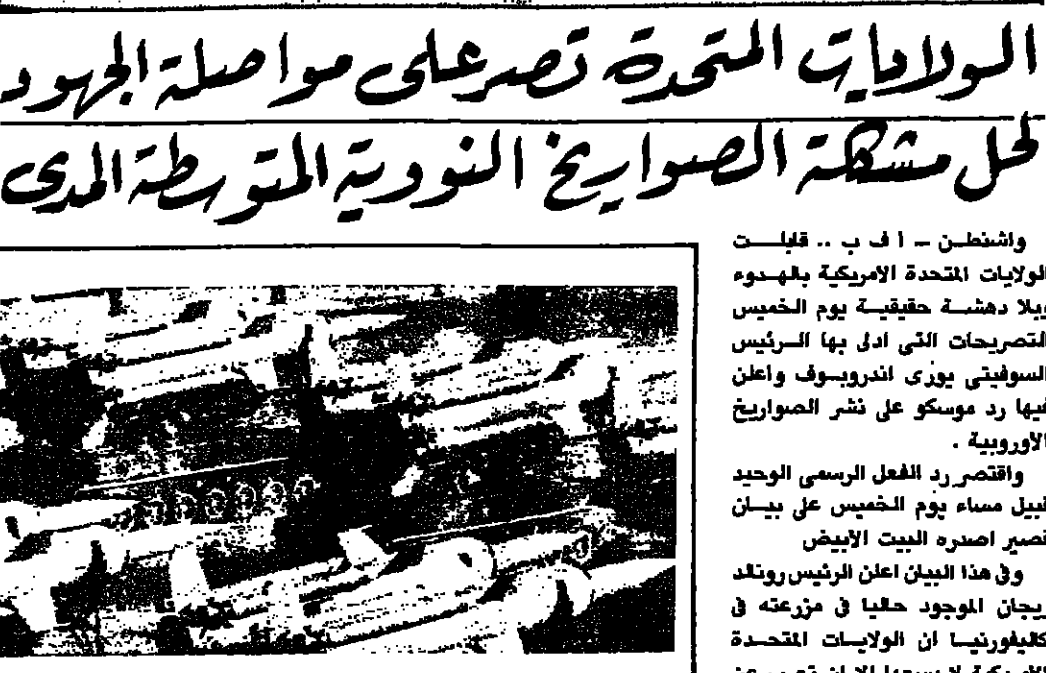 الولايات المتحدة تصر على مواصلة الجهود
لحل مشكلة الصواريخ النووية المتوسطة المدى
واشنطن ـ أ ف ب .. قابلت
الولايات المتحدة الامريكية بالهدوء
وبلا دهشة حقيقية يوم الخميس
التصريحات التى ادلى بها الرئيس
السوفيتى يورى اندروبوف واعلن
فيها رد موسكو على نشر الصواريخ
الاوروبية .
واقتصر رد الفعل الرسمى الوحيد
قبيل مساء يوم الخميس على بيان
قصير اصدره البيت الابيض
وفى هذا البيان اعلن الرئيس رونالد
ريجان الموجود حاليا فى مزرعته فى
كاليفورنيا ان الولايات المتحدة